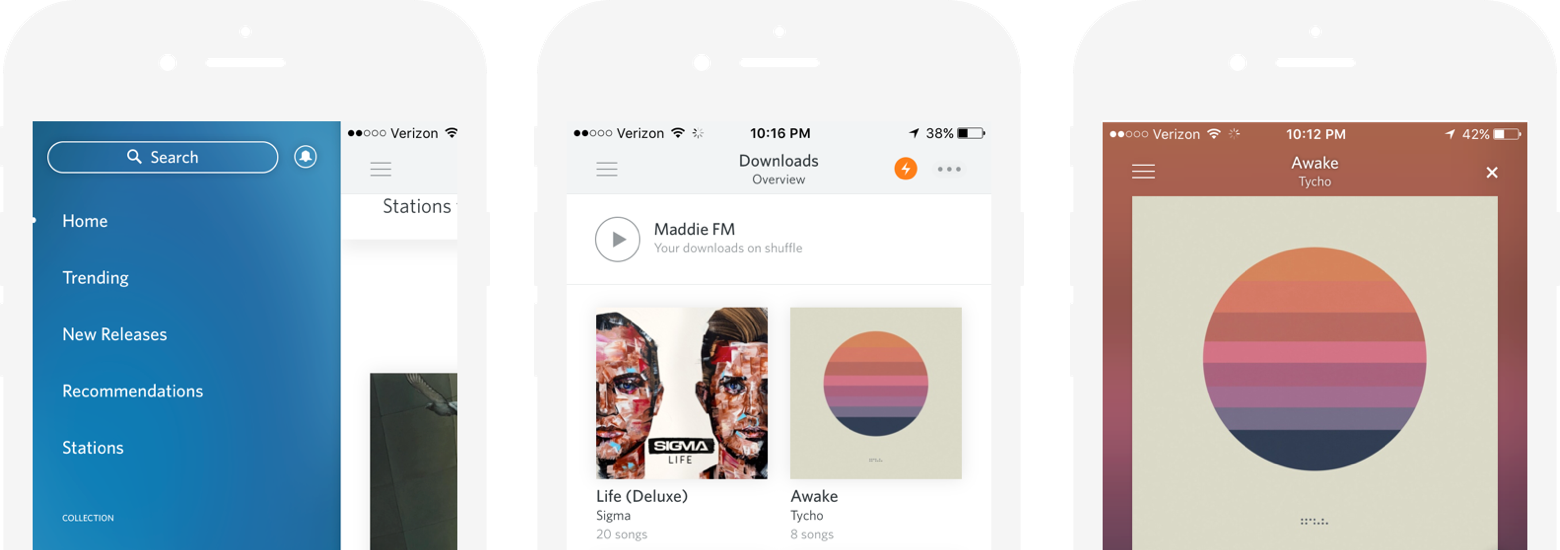 Search
Home
Trending
New Releases
Recommendations
Stations
COLLECTION
Verizon
Stations
Verizon 10:16 PM 38%
Downloads
Overview
Maddie FM
Your downloads on shuffle
SIGMA
LIFE
Life (Deluxe)
Sigma
20 songs
Awake
Tycho
8 songs
Verizon 10:12 PM 42%
Awake
Tycho